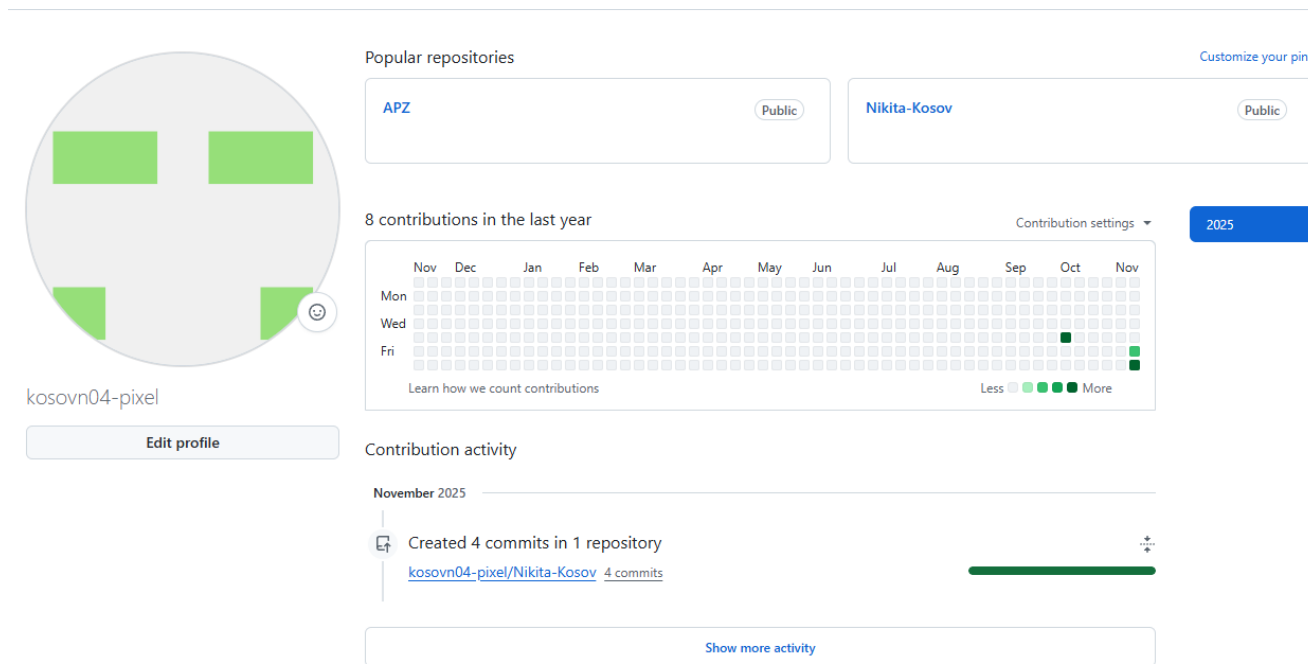 Popular repositories
Customize your pin
APZ
Public
Nikita-Kosov
Public
8 contributions in the last year
Contribution settings
2025
Nov Dec Jan Feb Mar Apr May Jun Jul Aug Sep Oct Nov
Mon
Wed
Fri
Learn how we count contributions
Less
More
kosovn04-pixel
Edit profile
Contribution activity
November 2025
Created 4 commits in 1 repository
kosovn04-pixel/Nikita-Kosov 4 commits
Show more activity